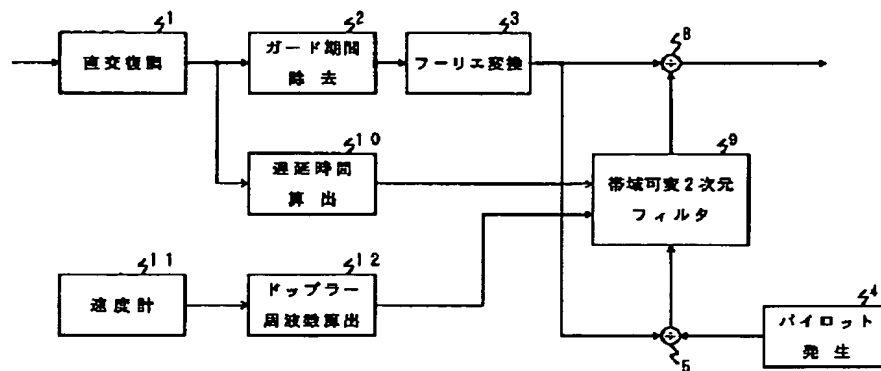 1
直交復調
2
ガード期間
除去
3
フーリエ変換
8
÷
10
遅延時間
算出
9
帯域可変2次元
フィルタ
11
速度計
12
ドップラー
周波数算出
4
パイロット
発生
÷
5